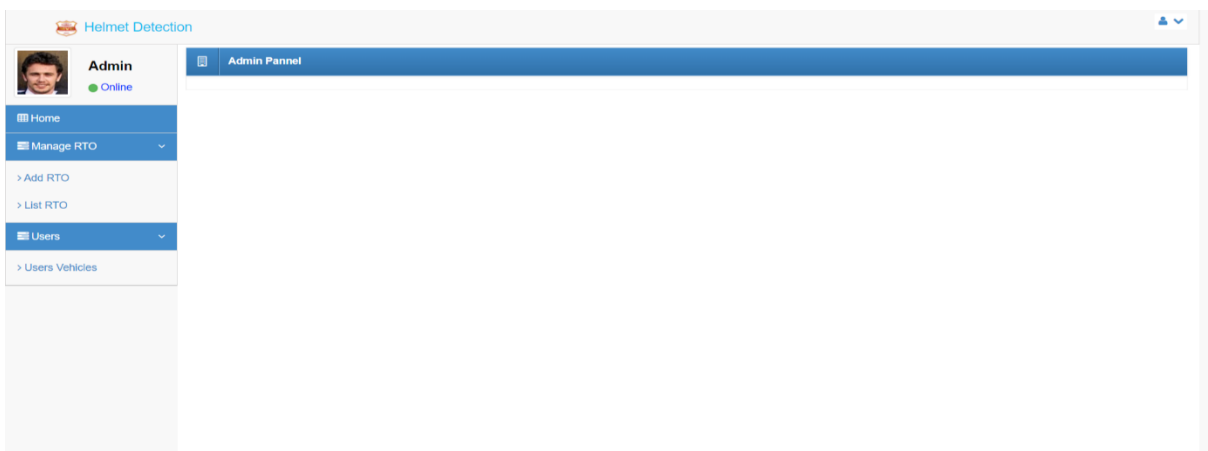 Helmet Detection
Admin
Online
Admin Pannel
Home
Manage RTO
> Add RTO
> List RTO
Users
> Users Vehicles